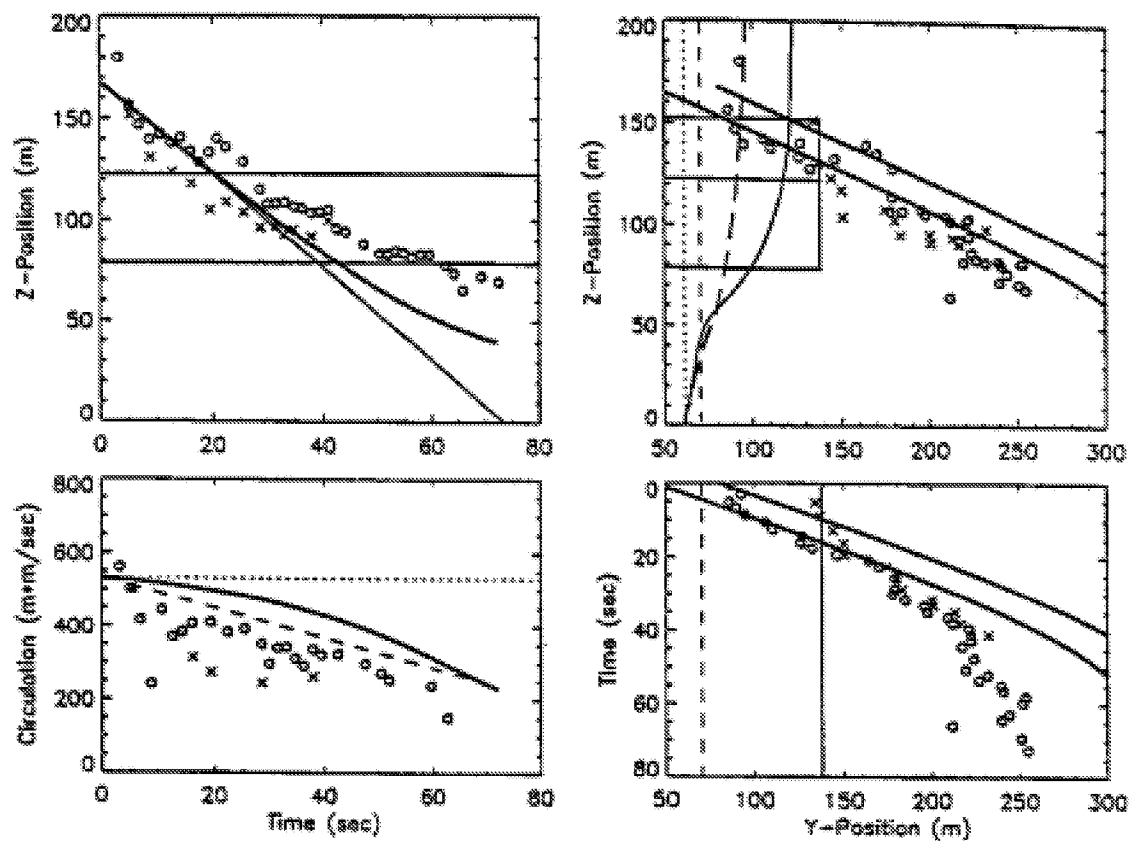 200
150
100
50
0
Z-Position (m)
0 20 40 60 80
200
150
100
50
0
Z-Position (m)
50 100 150 200 250 300
800
600
400
200
0
Circulation (m*m/sec)
0 20 40 60 80
Time (sec)
0
20
40
60
80
Time (sec)
50 100 150 200 250 300
Y-Position (m)